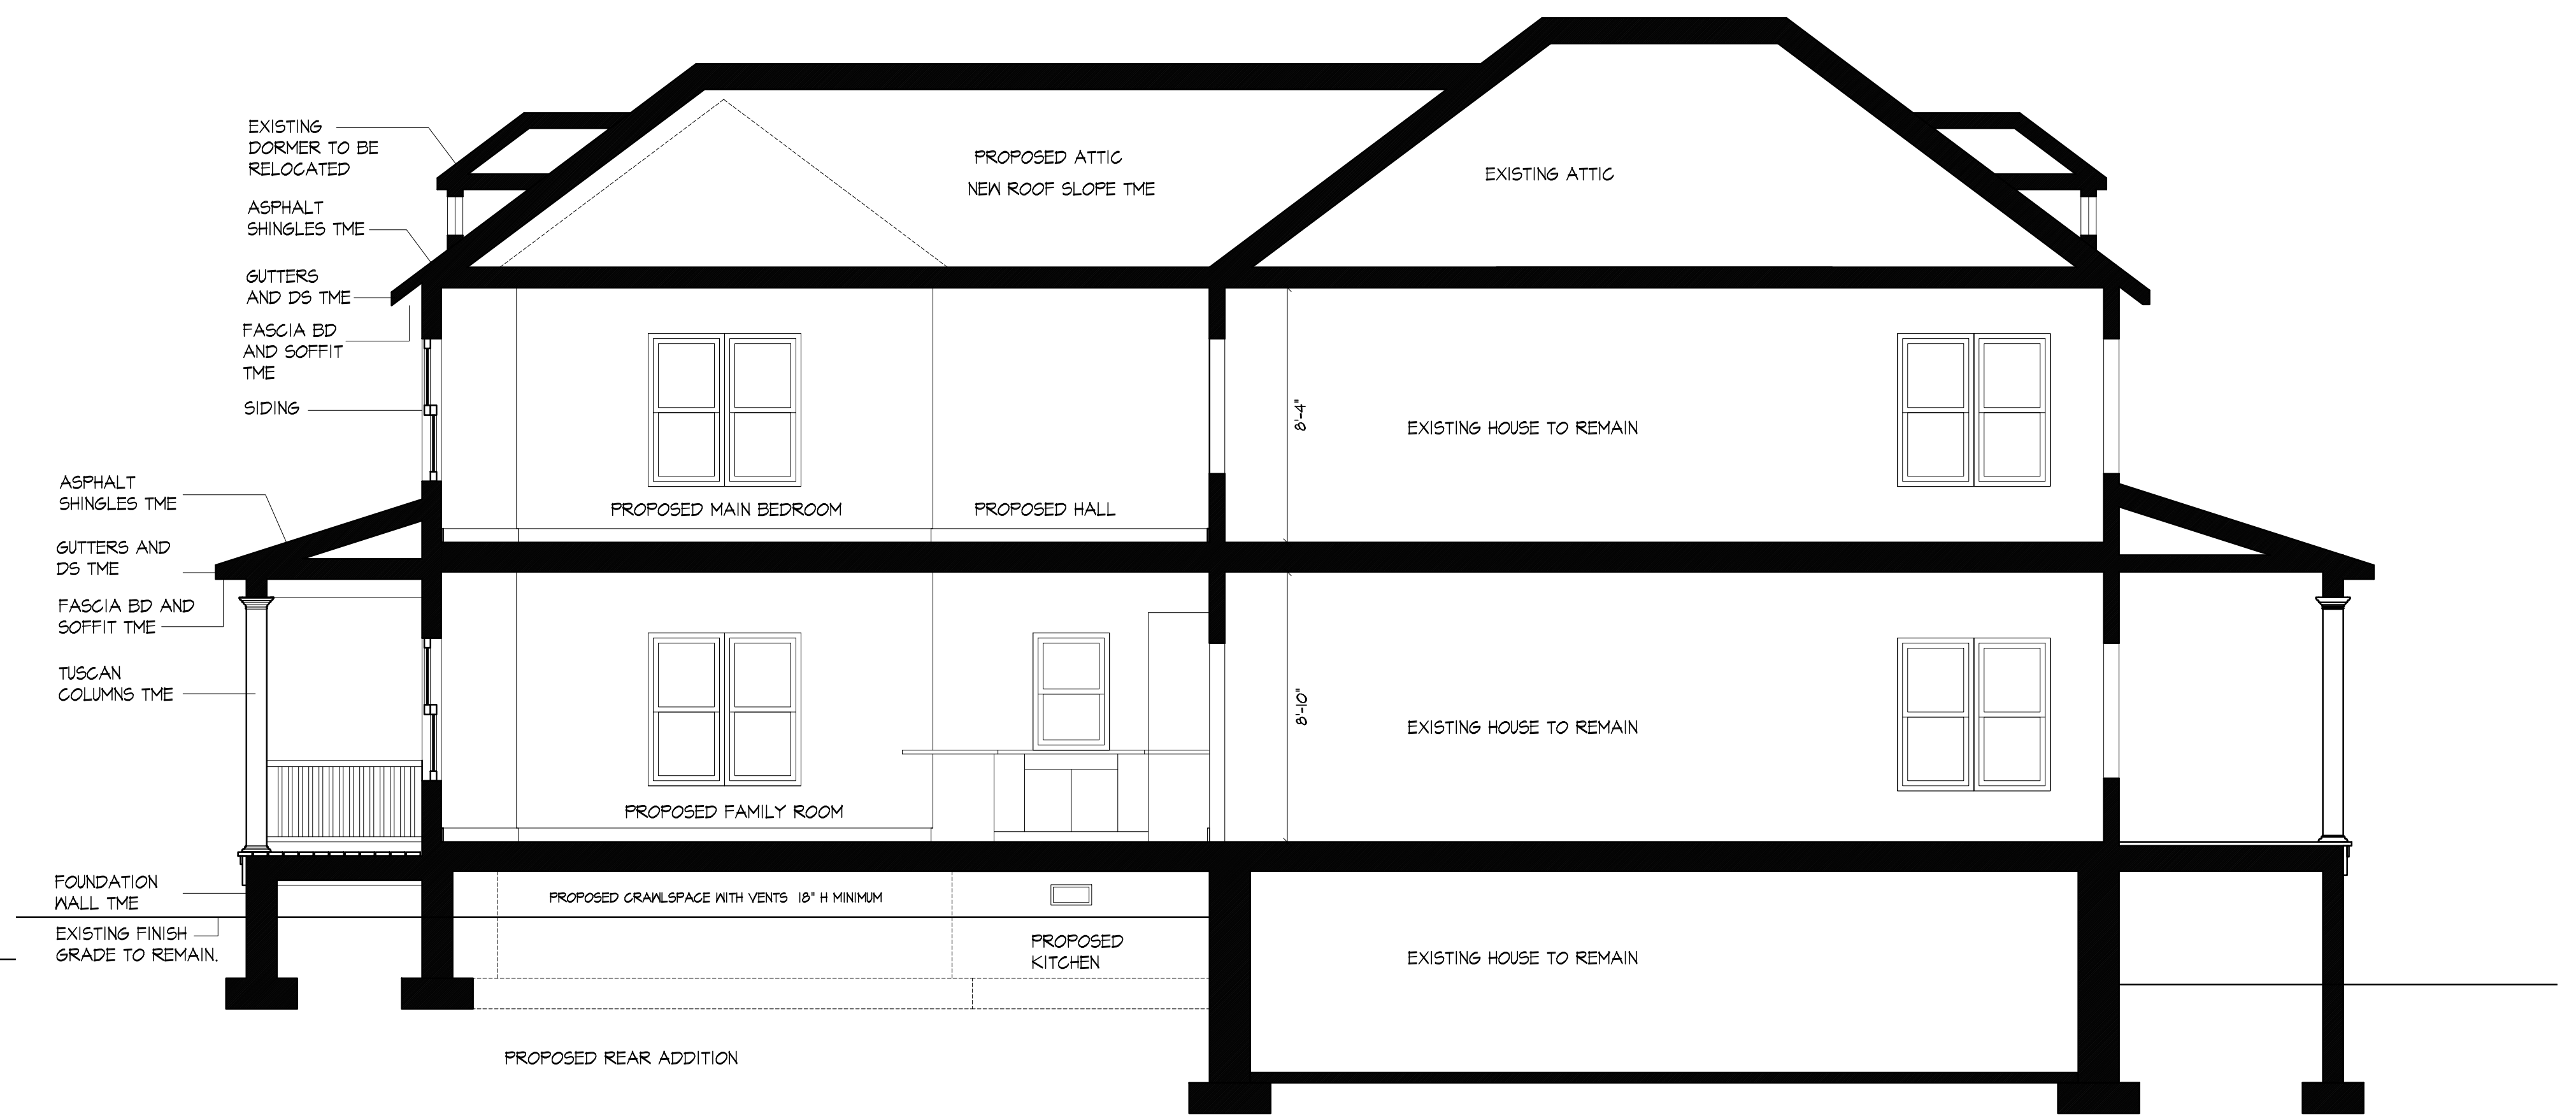 EXISTING
DORMER TO BE
RELOCATED
ASPHALT
SHINGLES TME
GUTTERS
AND DS TME
FASCIA BD
AND SOFFIT
TME
SIDING
ASPHALT
SHINGLES TME
GUTTERS AND
DS TME
FASCIA BD AND
SOFFIT TME
TUSCAN
COLUMNS TME
FOUNDATION
WALL TME
EXISTING FINISH
GRADE TO REMAIN.
PROPOSED ATTIC
NEW ROOF SLOPE TME
EXISTING ATTIC
PROPOSED MAIN BEDROOM
PROPOSED HALL
8'-4"
EXISTING HOUSE TO REMAIN
PROPOSED FAMILY ROOM
8'-10"
EXISTING HOUSE TO REMAIN
PROPOSED CRAWLSPACE WITH VENTS 18" H MINIMUM
PROPOSED
KITCHEN
EXISTING HOUSE TO REMAIN
PROPOSED REAR ADDITION